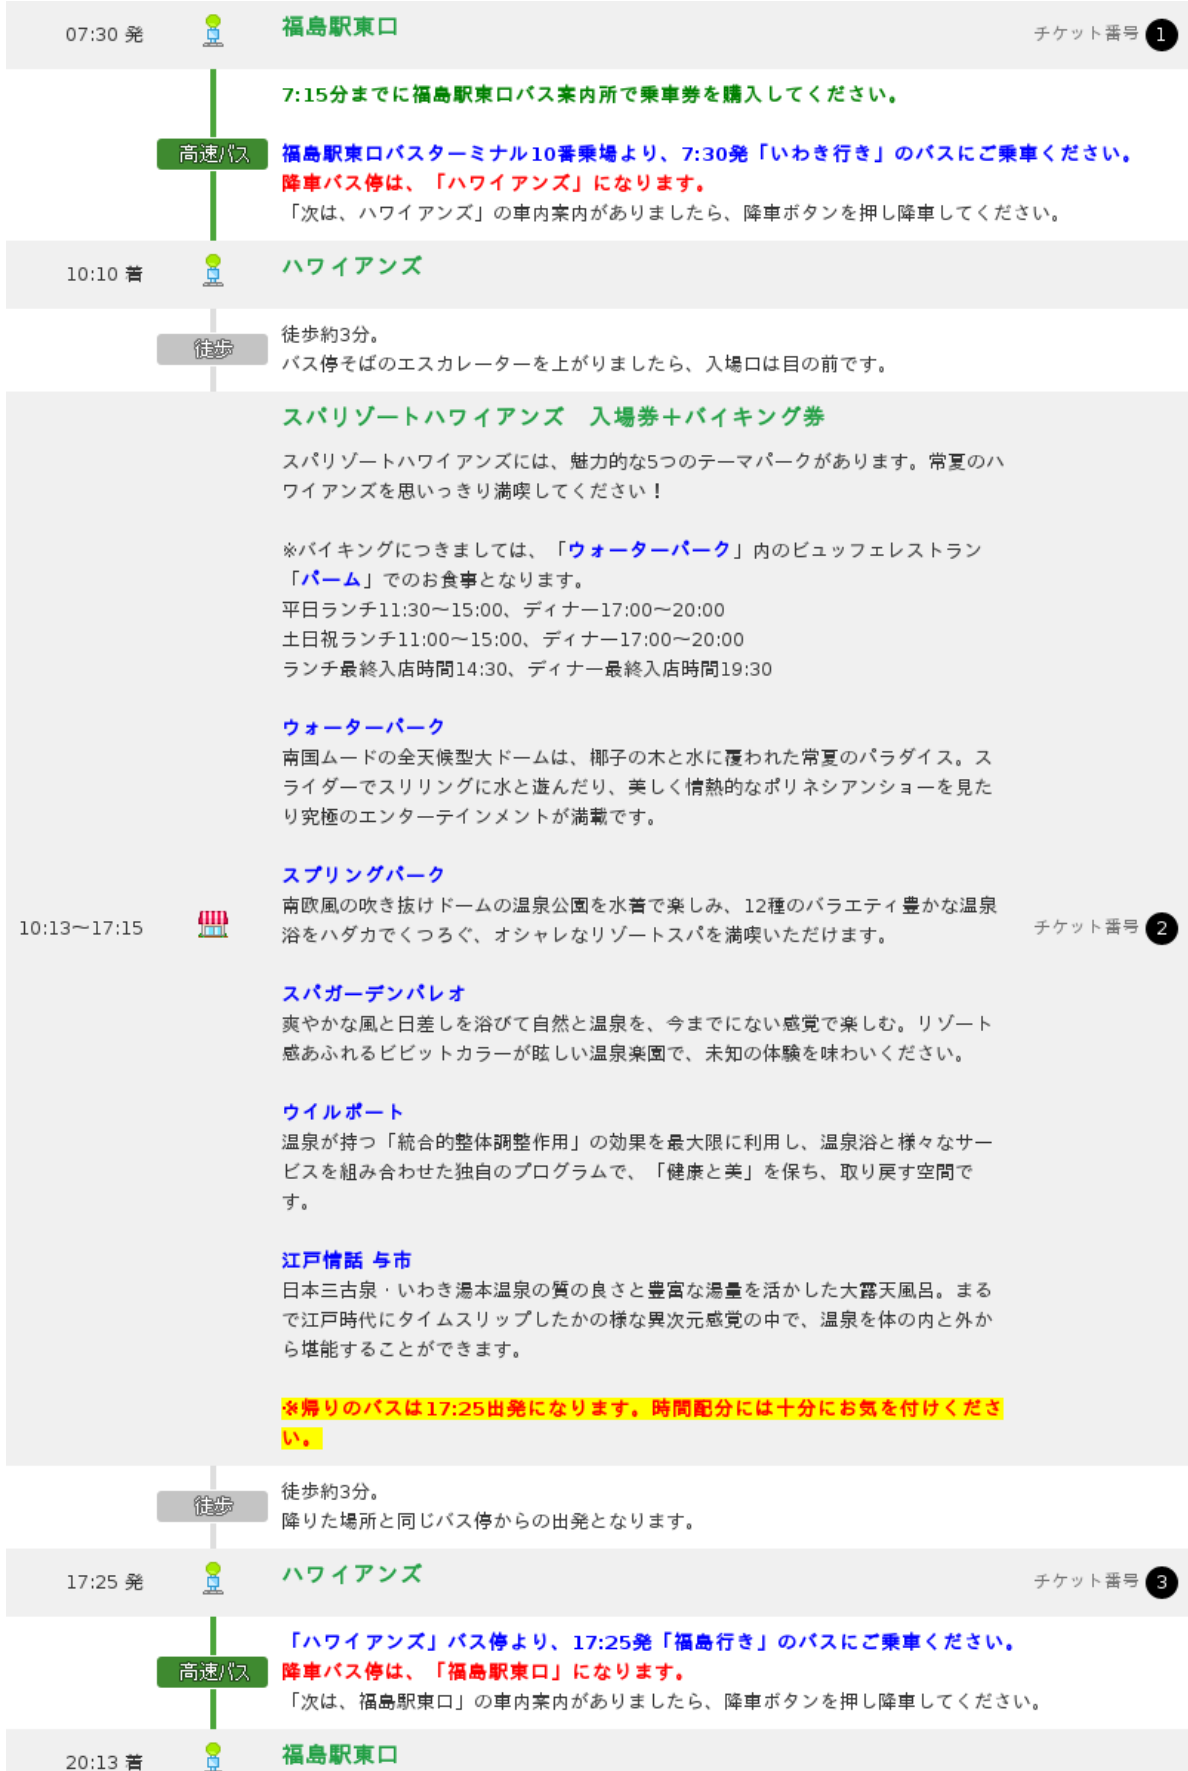 07:30 発
福島駅東口
チケット番号 1
7:15分までに福島駅東口バス案内所で乗車券を購入してください。
高速バス
福島駅東口バスターミナル10番乗場より、7:30発「いわき行き」のバスにご乗車ください。
降車バス停は、「ハワイアンズ」になります。
「次は、ハワイアンズ」の車内案内がありましたら、降車ボタンを押し降車してください。
10:10 着
ハワイアンズ
徒歩
徒歩約3分。
バス停そばのエスカレーターを上がりましたら、入場口は目の前です。
スパリゾートハワイアンズ　入場券＋バイキング券
スパリゾートハワイアンズには、魅力的な5つのテーマパークがあります。常夏のハ
ワイアンズを思いっきり満喫してください！
※バイキングにつきましては、「ウォーターパーク」内のビュッフェレストラン
「パーム」でのお食事となります。
平日ランチ11:30～15:00、ディナー17:00～20:00
土日祝ランチ11:00～15:00、ディナー17:00～20:00
ランチ最終入店時間14:30、ディナー最終入店時間19:30
ウォーターパーク
南国ムードの全天候型大ドームは、椰子の木と水に覆われた常夏のパラダイス。ス
ライダーでスリリングに水と遊んだり、美しく情熱的なポリネシアンショーを見た
り究極のエンターテインメントが満載です。
スプリングパーク
南欧風の吹き抜けドームの温泉公園を水着で楽しみ、12種のバラエティ豊かな温泉
浴をハダカでくつろぐ、オシャレなリゾートスパを満喫いただけます。
10:13～17:15
チケット番号 2
スパガーデンパレオ
爽やかな風と日差しを浴びて自然と温泉を、今までにない感覚で楽しむ。リゾート
感あふれるビビットカラーが眩しい温泉楽園で、未知の体験を味わいください。
ウイルポート
温泉が持つ「統合的整体調整作用」の効果を最大限に利用し、温泉浴と様々なサー
ビスを組み合わせた独自のプログラムで、「健康と美」を保ち、取り戻す空間で
す。
江戸情話 与市
日本三古泉・いわき湯本温泉の質の良さと豊富な湯量を活かした大露天風呂。まる
で江戸時代にタイムスリップしたかの様な異次元感覚の中で、温泉を体の内と外か
ら堪能することができます。
※帰りのバスは17:25出発になります。時間配分には十分にお気を付けくださ
い。
徒歩
徒歩約3分。
降りた場所と同じバス停からの出発となります。
17:25 発
ハワイアンズ
チケット番号 3
「ハワイアンズ」バス停より、17:25発「福島行き」のバスにご乗車ください。
高速バス
降車バス停は、「福島駅東口」になります。
「次は、福島駅東口」の車内案内がありましたら、降車ボタンを押し降車してください。
20:13 着
福島駅東口